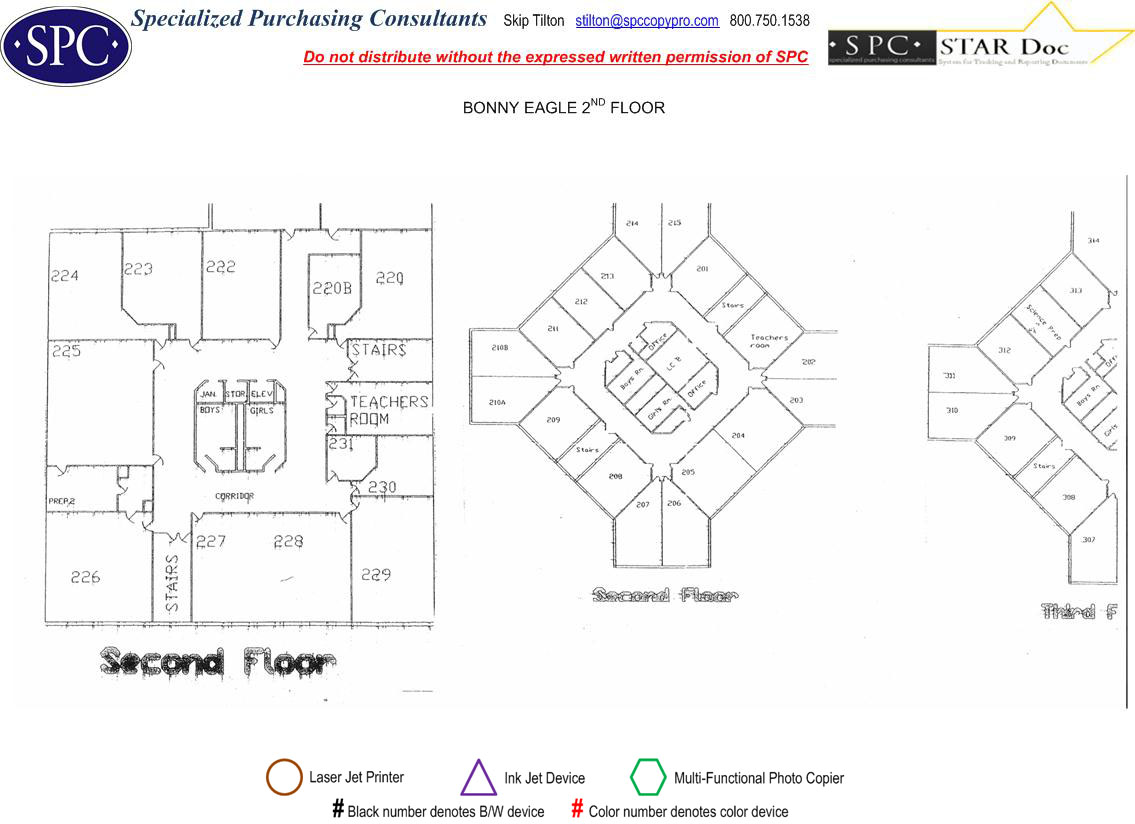 SPC
Specialized Purchasing Consultants Skip Tilton stilton@spccopypro.com 800.750.1538
Do not distribute without the expressed written permission of SPC
SPC STAR Doc
specialized purchasing consultants System for Tracking and Reporting Documents
BONNY EAGLE 2ND FLOOR
224 223 222 220B 220
225 STAIRS
JAN. STOR. ELEV
BOYS GIRLS
TEACHERS
ROOM
231
230
PREP.2
CORRIDOR
226 STAIRS 227 228 229
Second Floor
214 215
213 201
212 Stairs
211 Teachers
room
210B 202
Office
LC B
Boys Rn.
Office
Girls Rn.
210A 203
209 204
Stairs
208 205
207 206
Second Floor
314
313
Science Prep
312
311
310
Off
Boys Rn.
Girls
309
Stairs
308
307
Third F
Laser Jet Printer Ink Jet Device Multi-Functional Photo Copier
# Black number denotes B/W device # Color number denotes color device